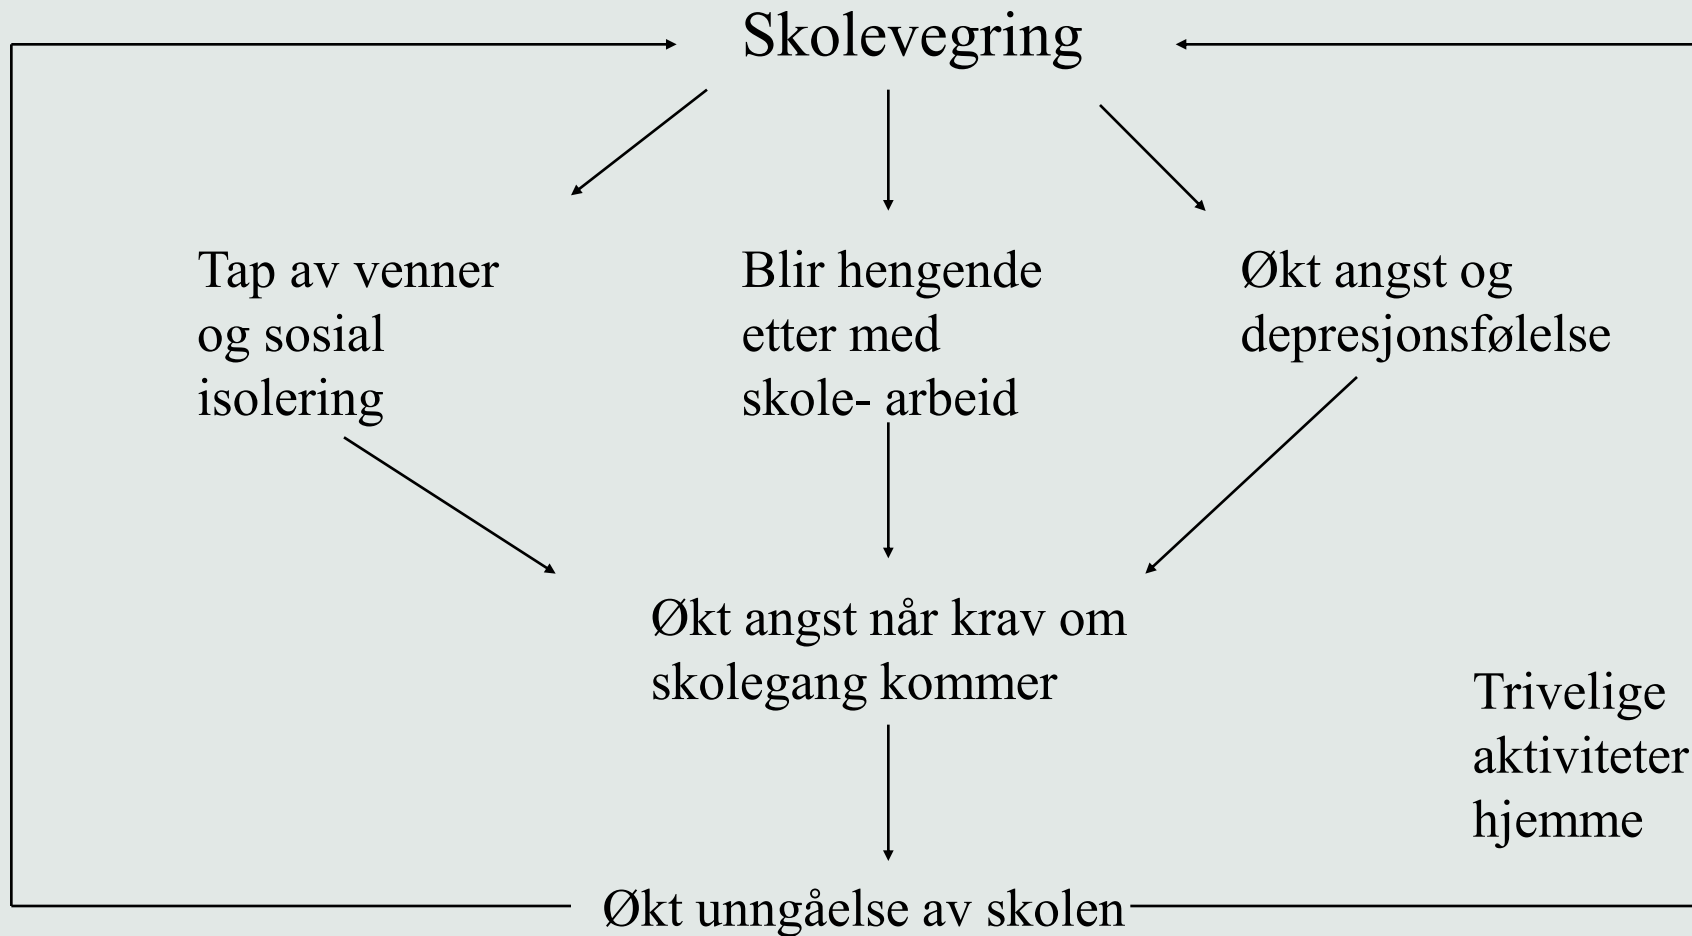 Skolevegring
Tap av venner
og sosial
isolering
Blir hengende
etter med
skole- arbeid
Økt angst og
depresjonsfølelse
Økt angst når krav om
skolegang kommer
Trivelige
aktiviteter
hjemme
Økt unngåelse av skolen